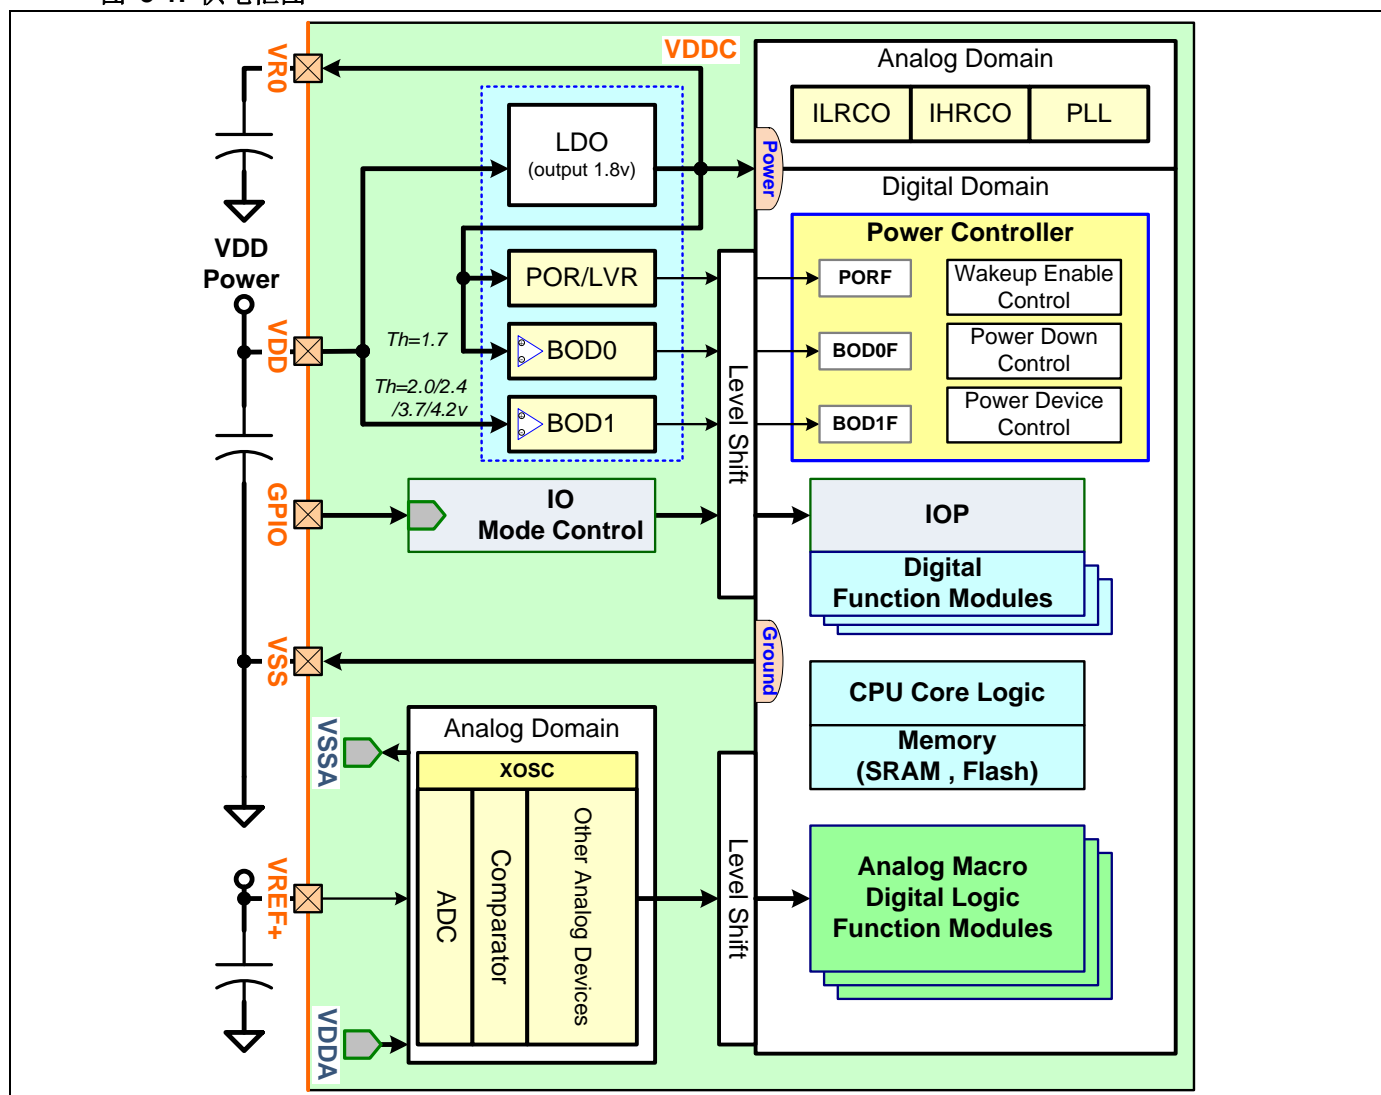 VR0
VDDC
Analog Domain
ILRCO
IHRCO
PLL
LDO
(output 1.8v)
Power
Digital Domain
VDD
Power
Power Controller
POR/LVR
PORF
Wakeup Enable
Control
VDD
Th=1.7
BOD0
BOD0F
Power Down
Control
Th=2.0/2.4
/3.7/4.2v
BOD1
BOD1F
Power Device
Control
Level Shift
GPIO
IO
Mode Control
IOP
Digital
Function Modules
VSS
Ground
CPU Core Logic
Memory
(SRAM , Flash)
VSSA
Analog Domain
XOSC
ADC
Comparator
Other Analog Devices
Level Shift
VREF+
Analog Macro
Digital Logic
Function Modules
VDDA